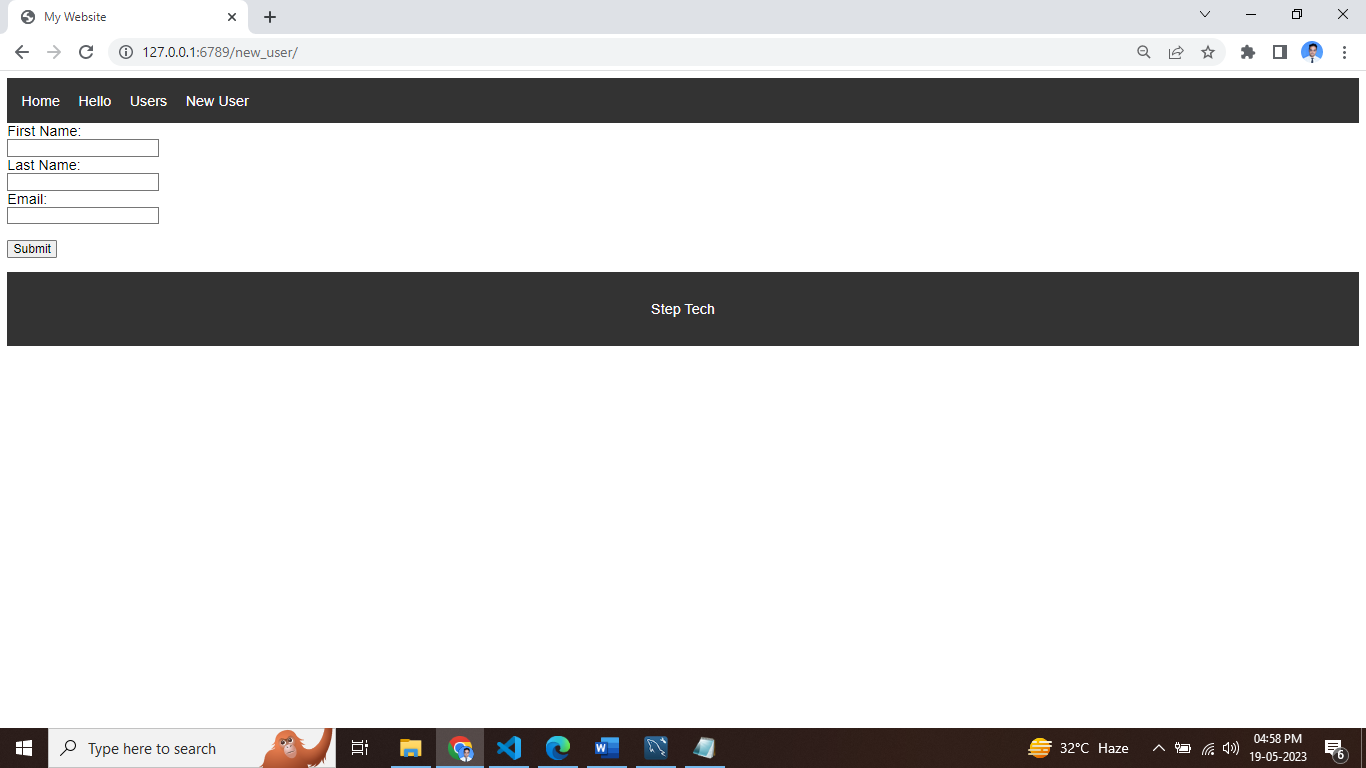 My Website
127.0.0.1:6789/new_user/
Home Hello Users New User
First Name:
Last Name:
Email:
Submit
Step Tech
Type here to search
32°C Haze
04:58 PM
19-05-2023
6